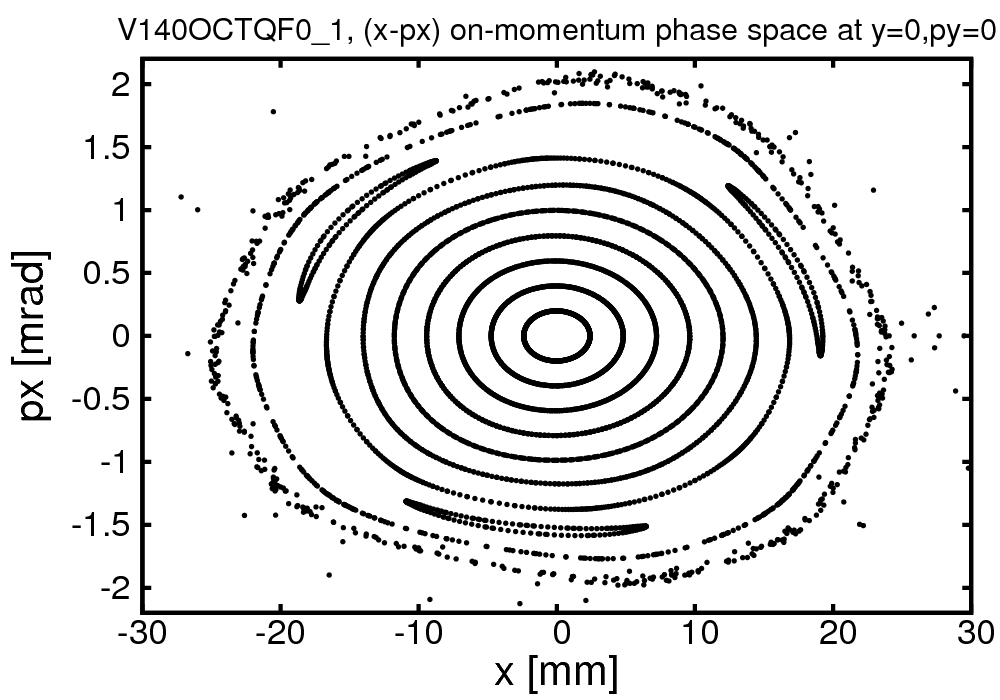 V140OCTQF0_1, (x-px) on-momentum phase space at y=0,py=0
2
1.5
1
0.5
0
-0.5
-1
-1.5
-2
px [mrad]
-30 -20 -10 0 10 20 30
x [mm]